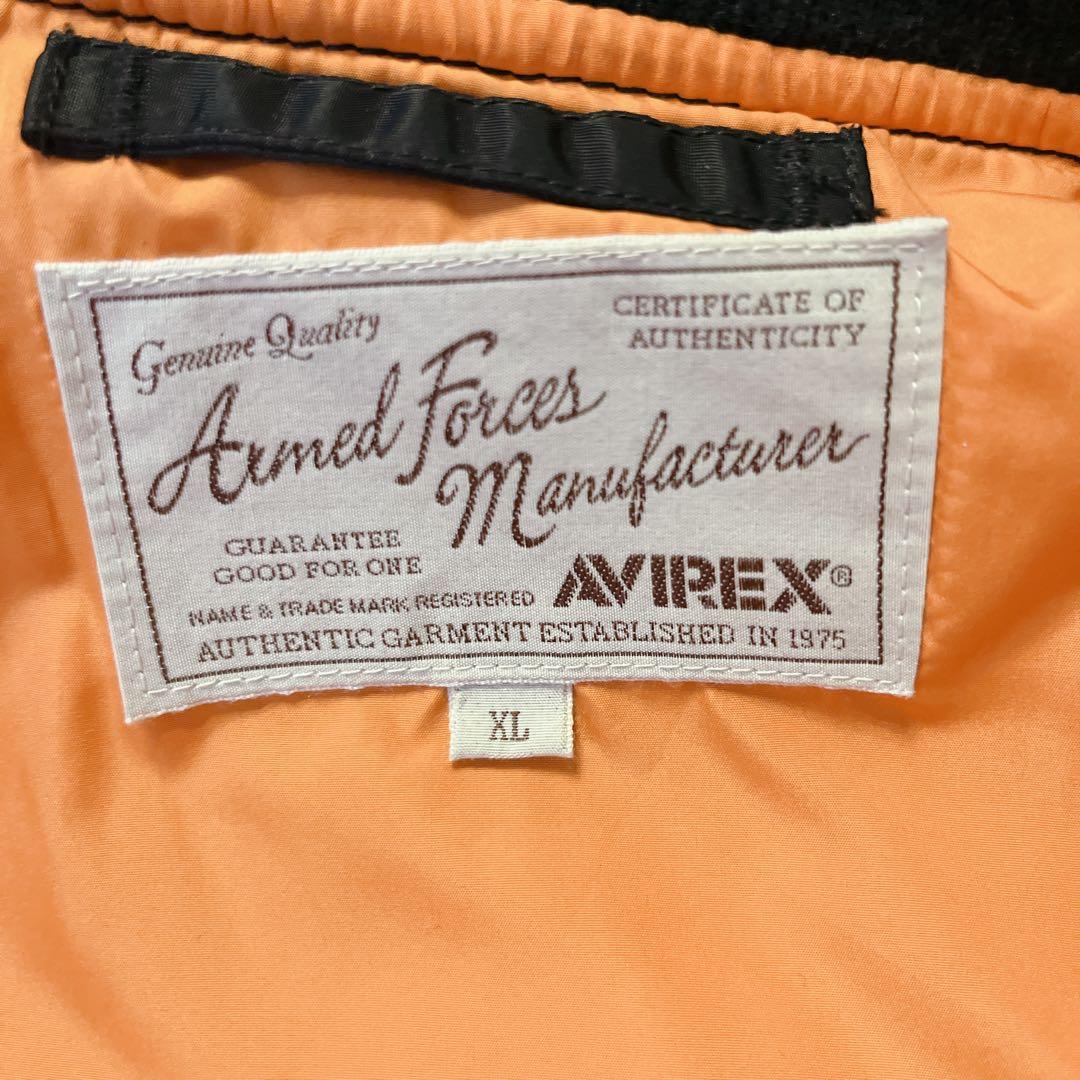 Genuine Quality
CERTIFICATE OF
AUTHENTICITY
Armed Forces
Manufacturer
GUARANTEE
GOOD FOR ONE
AVIREX®
NAME & TRADE MARK REGISTERED
AUTHENTIC GARMENT ESTABLISHED IN 1975
XL